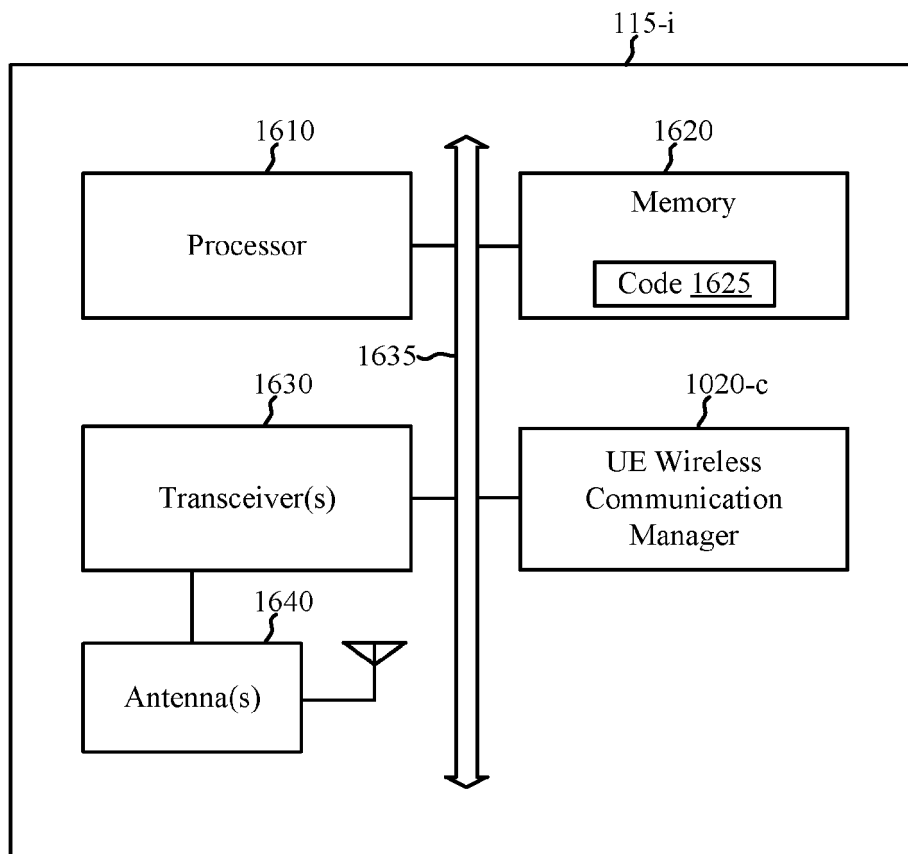 115-i
1610
1620
Processor
Memory
Code 1625
1635
1630
1020-c
Transceiver(s)
UE Wireless
Communication
Manager
1640
Antenna(s)